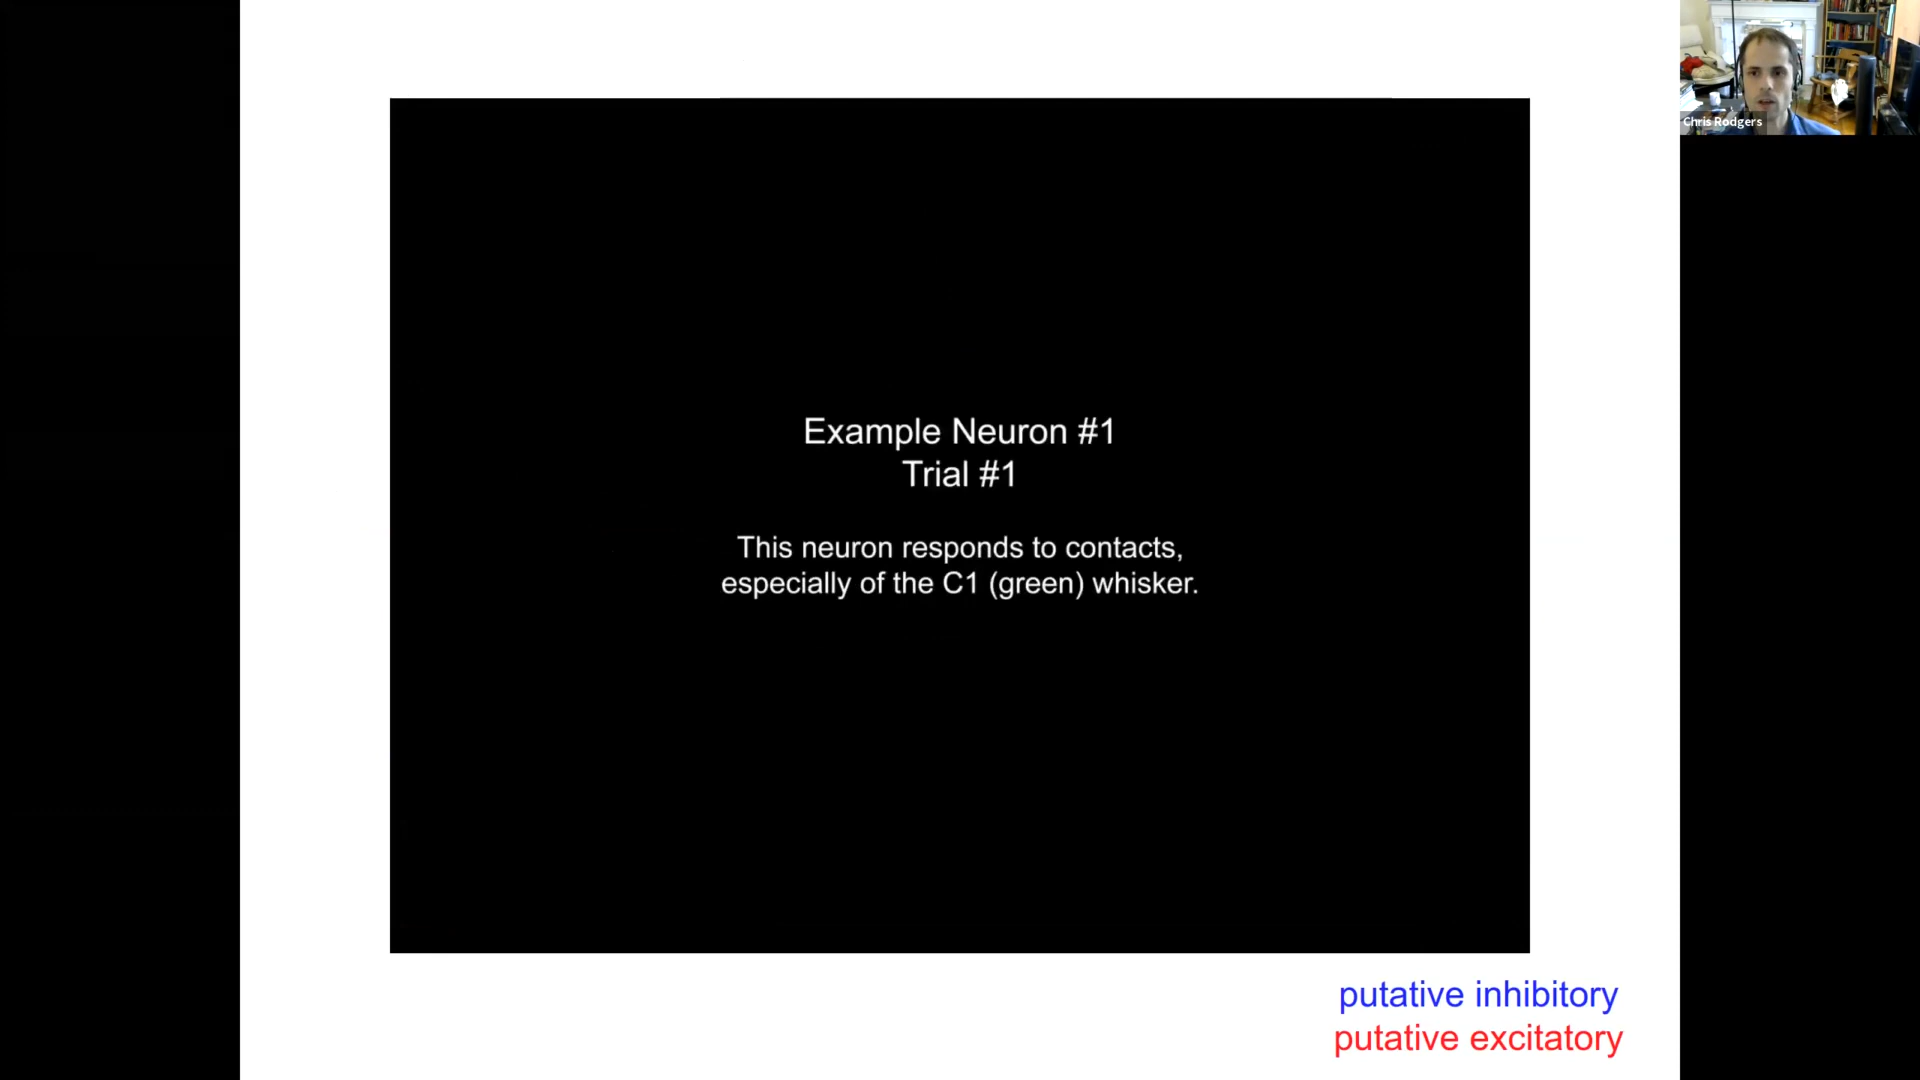 Chris Rodgers
Example Neuron #1
Trial #1
This neuron responds to contacts,
especially of the C1 (green) whisker.
putative inhibitory
putative excitatory